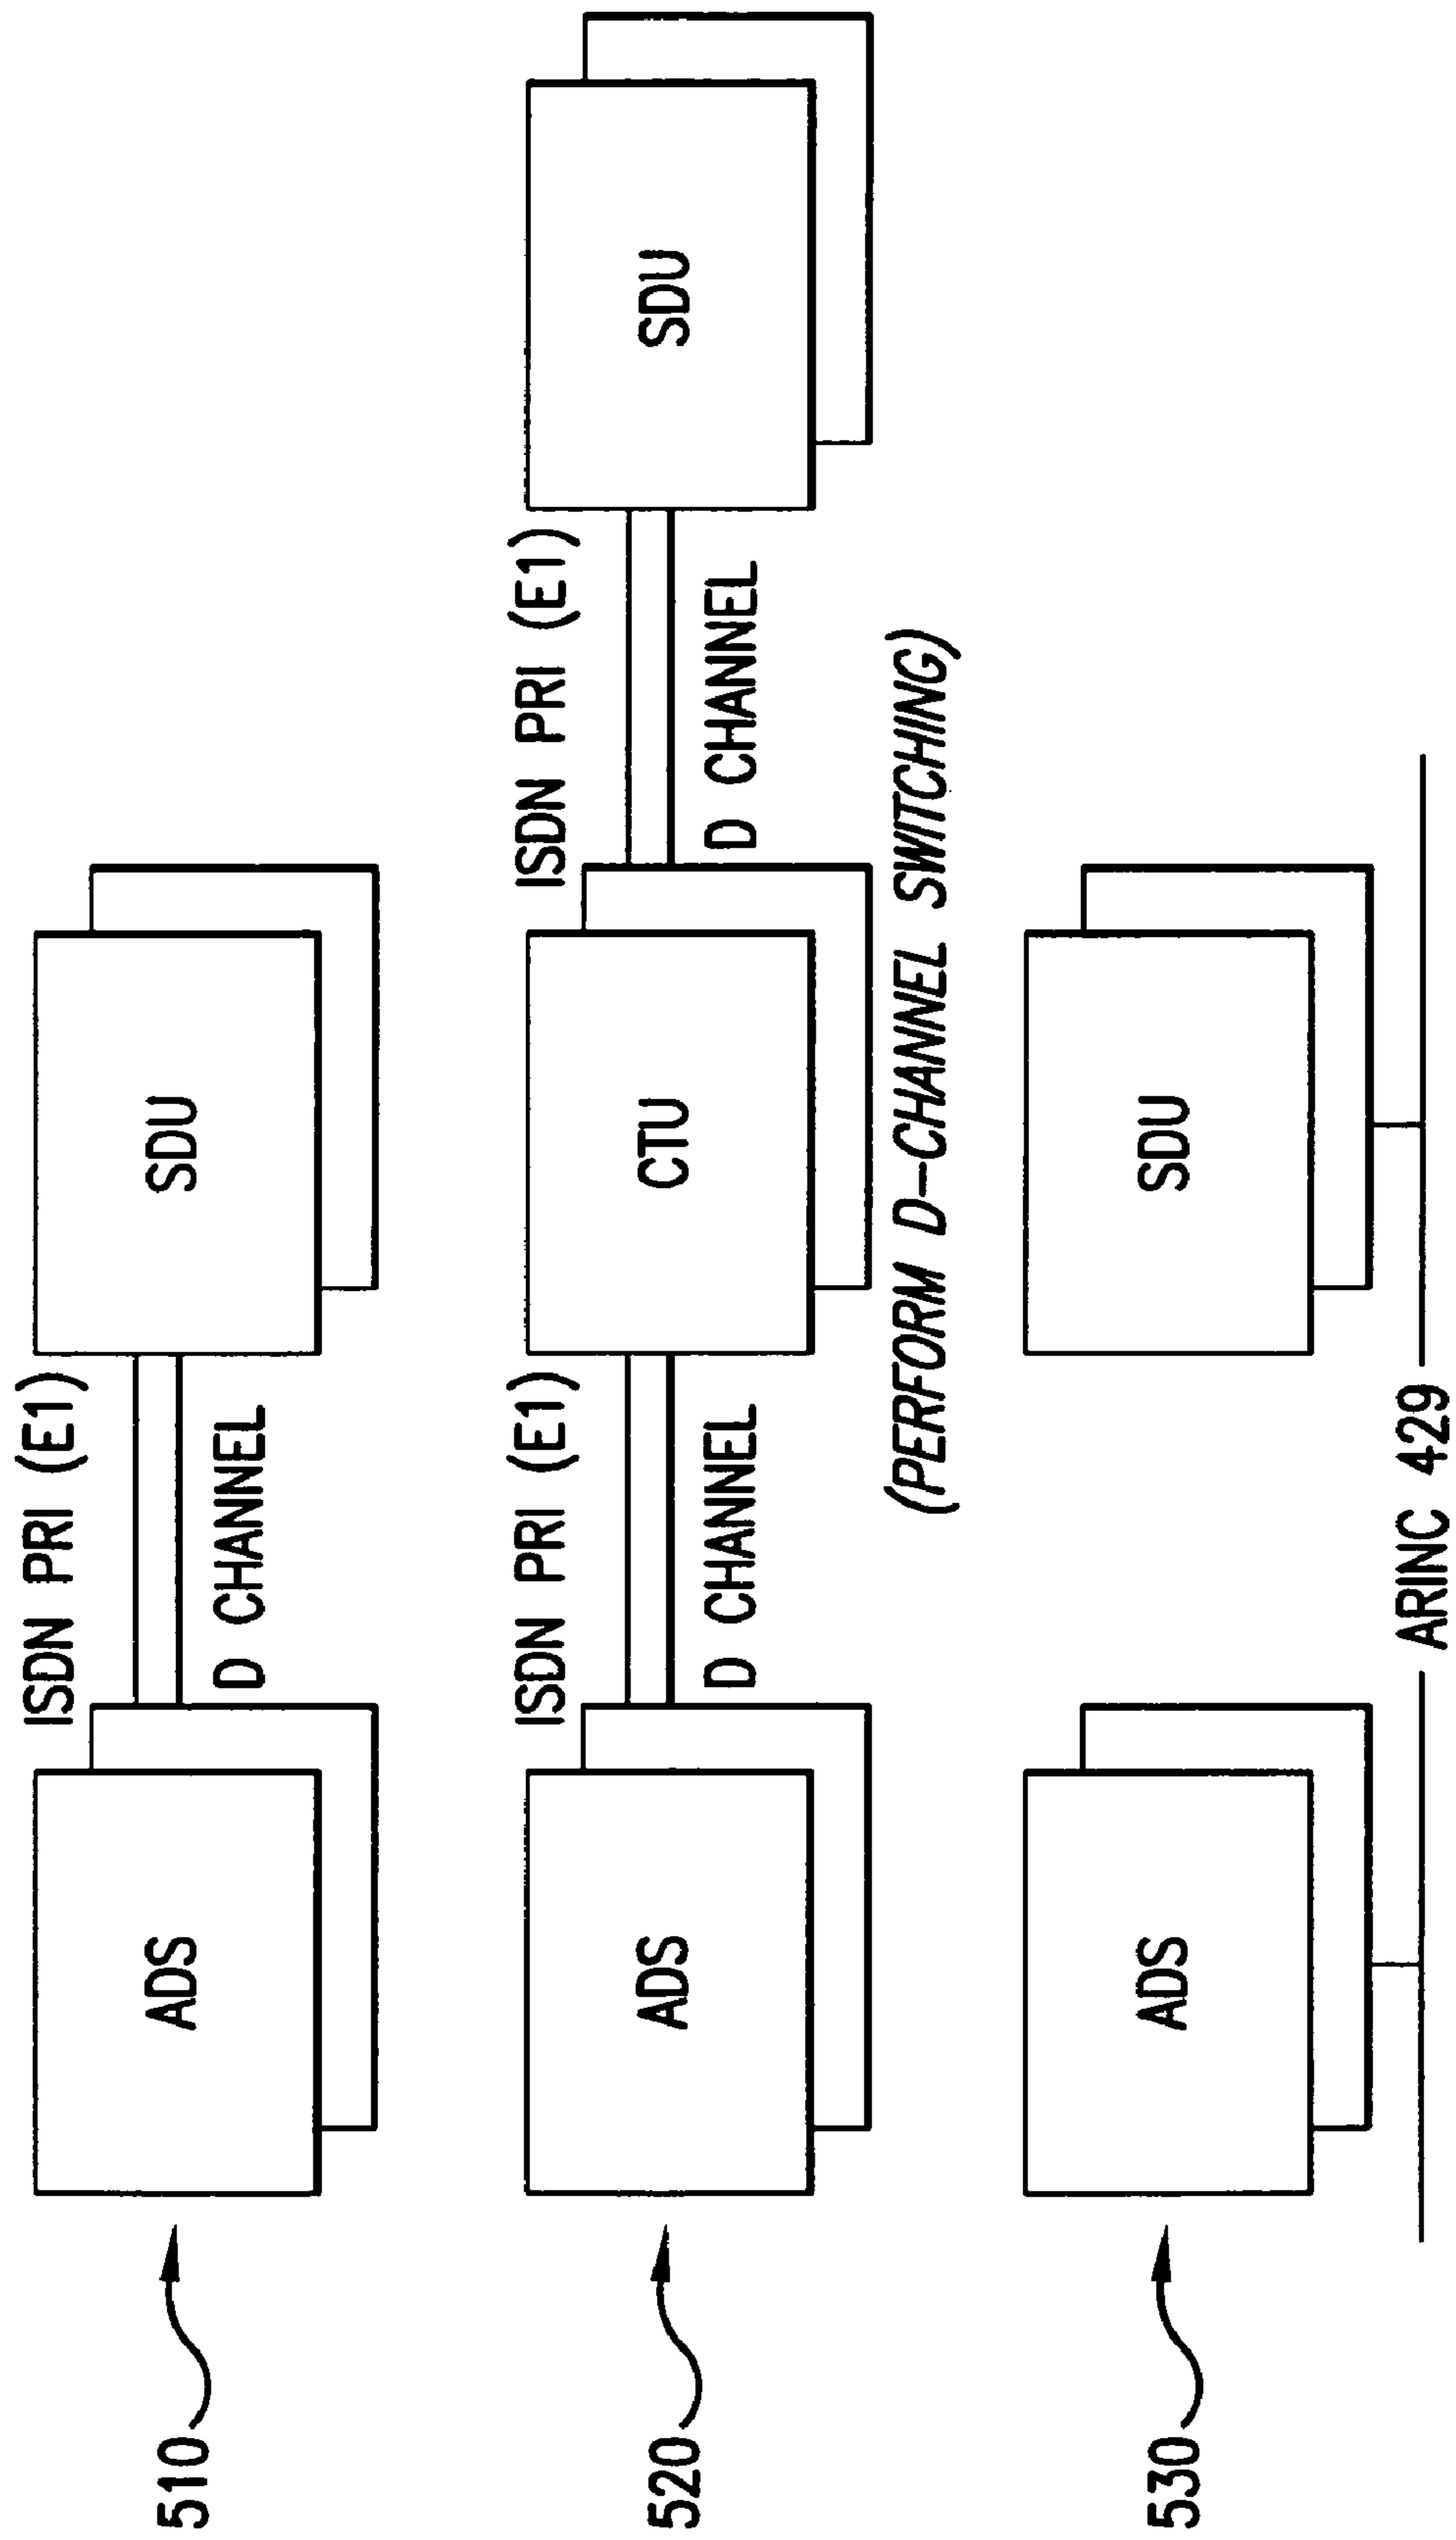 510
ADS
ISDN PRI (E1)
D CHANNEL
SDU
520
ADS
ISDN PRI (E1)
D CHANNEL
CTU
(PERFORM D-CHANNEL SWITCHING)
ISDN PRI (E1)
D CHANNEL
SDU
530
ADS
SDU
ARINC 429